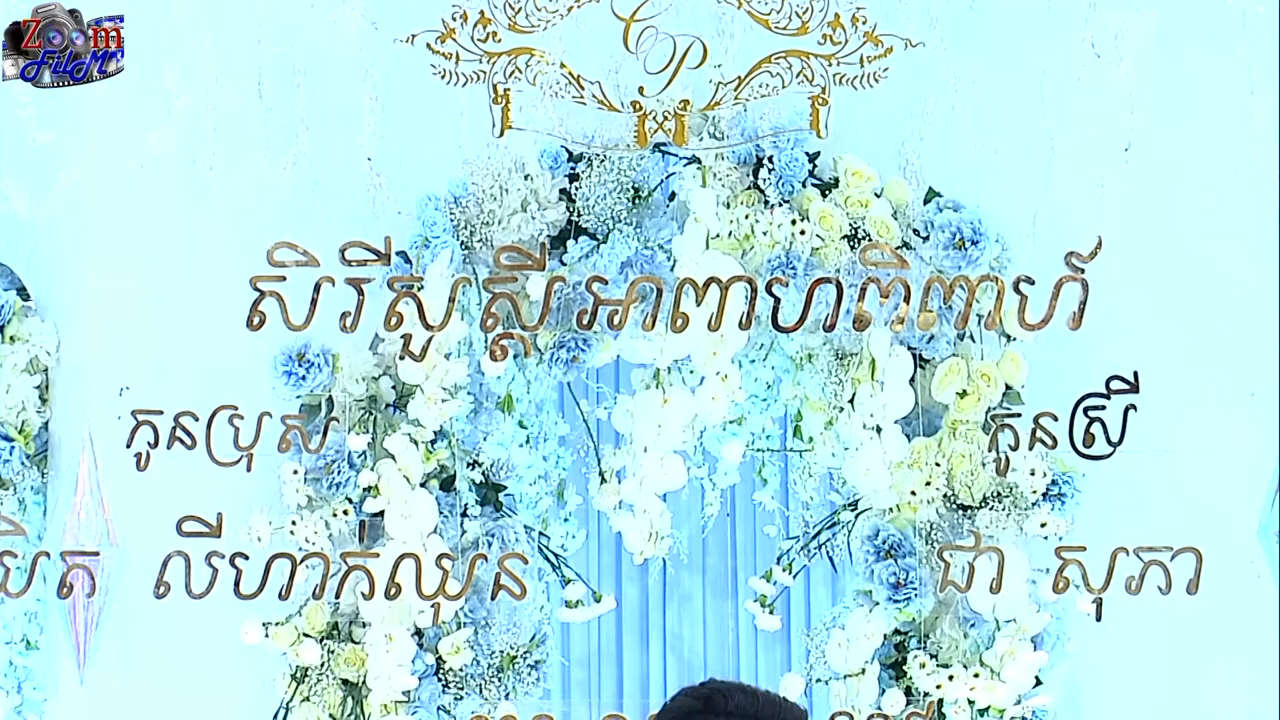 Zoom
FilM
CP
សិរីសួស្ដីអាពាហពិពាហ៍
កូនប្រុស
កូនស្រី
លីហាក់ឈុន
ជា សុភា